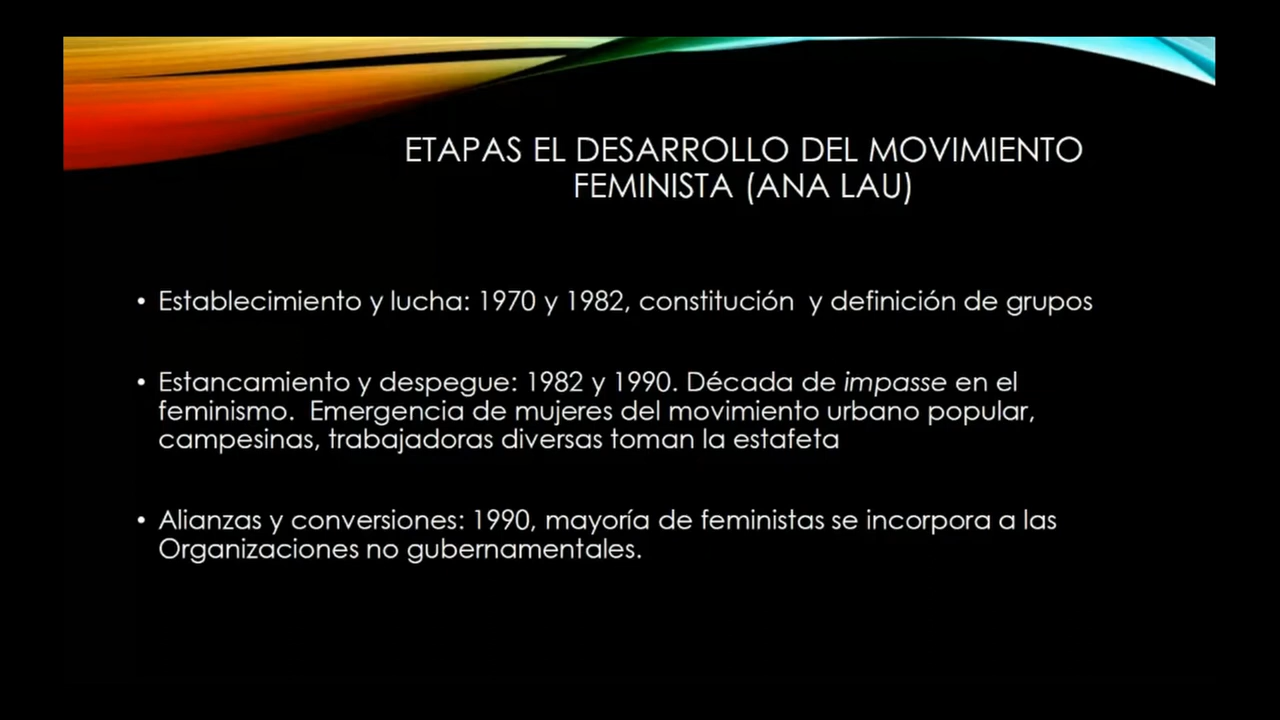 ETAPAS EL DESARROLLO DEL MOVIMIENTO
FEMINISTA (ANA LAU)
• Establecimiento y lucha: 1970 y 1982, constitución  y definición de grupos
• Estancamiento y despegue: 1982 y 1990. Década de impasse en el
feminismo.  Emergencia de mujeres del movimiento urbano popular,
campesinas, trabajadoras diversas toman la estafeta
• Alianzas y conversiones: 1990, mayoría de feministas se incorpora a las
Organizaciones no gubernamentales.